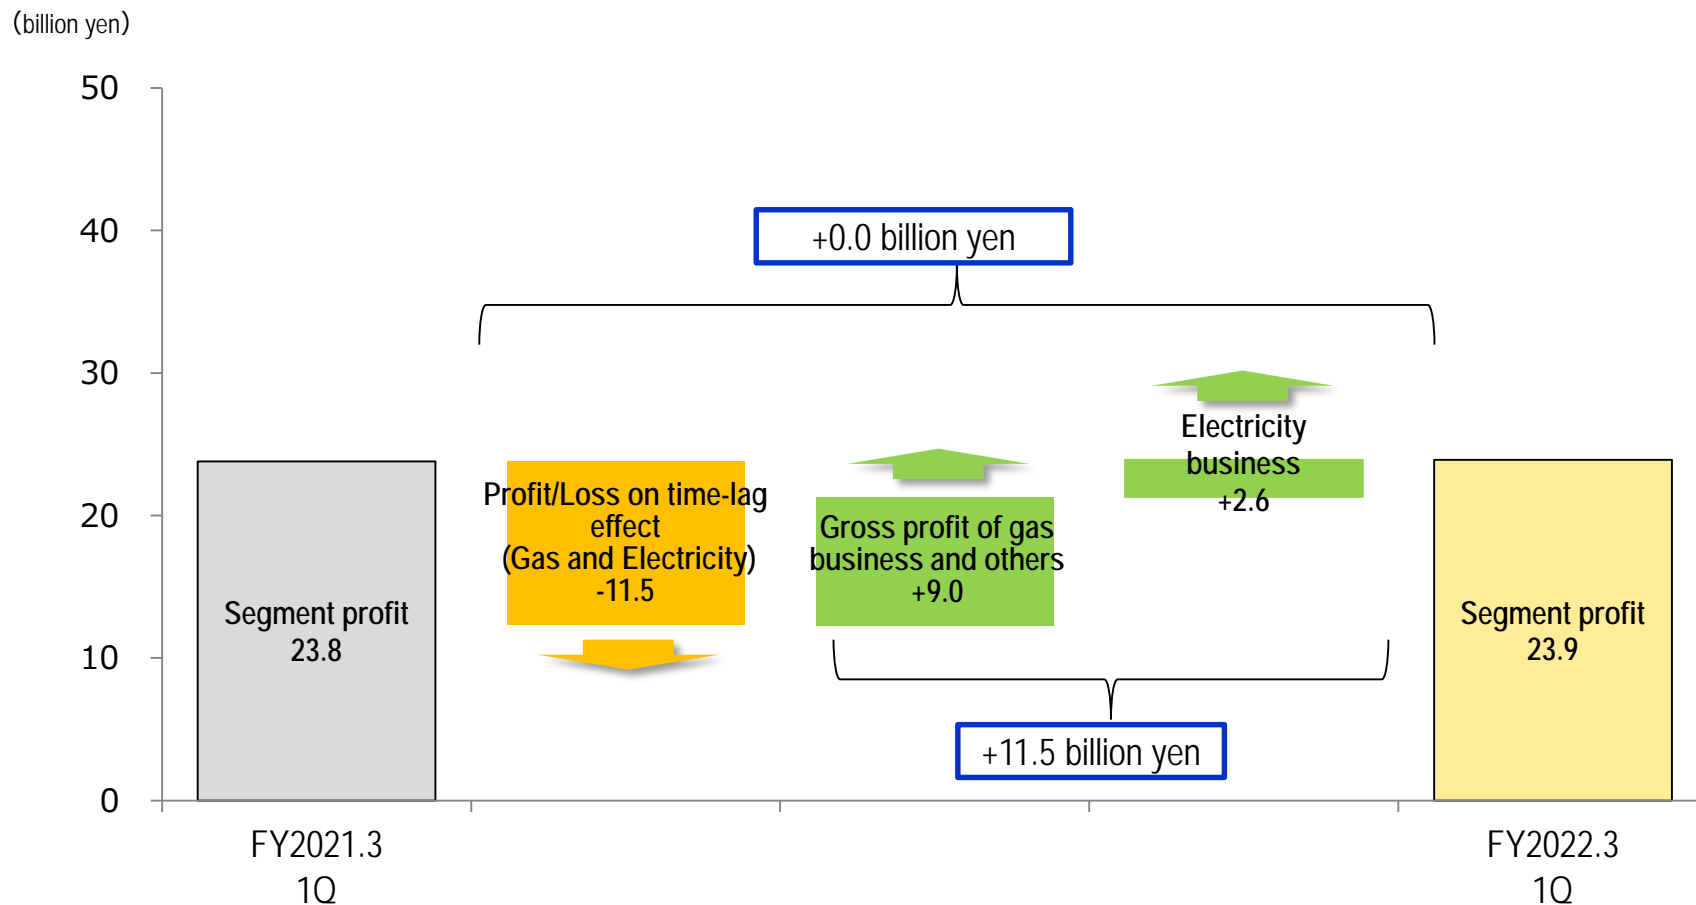 (billion yen)
50
40
30
20
10
0
+0.0 billion yen
Segment profit
23.8
Profit/Loss on time-lag
effect
(Gas and Electricity)
-11.5
Gross profit of gas
business and others
+9.0
Electricity
business
+2.6
+11.5 billion yen
Segment profit
23.9
FY2021.3
1Q
FY2022.3
1Q